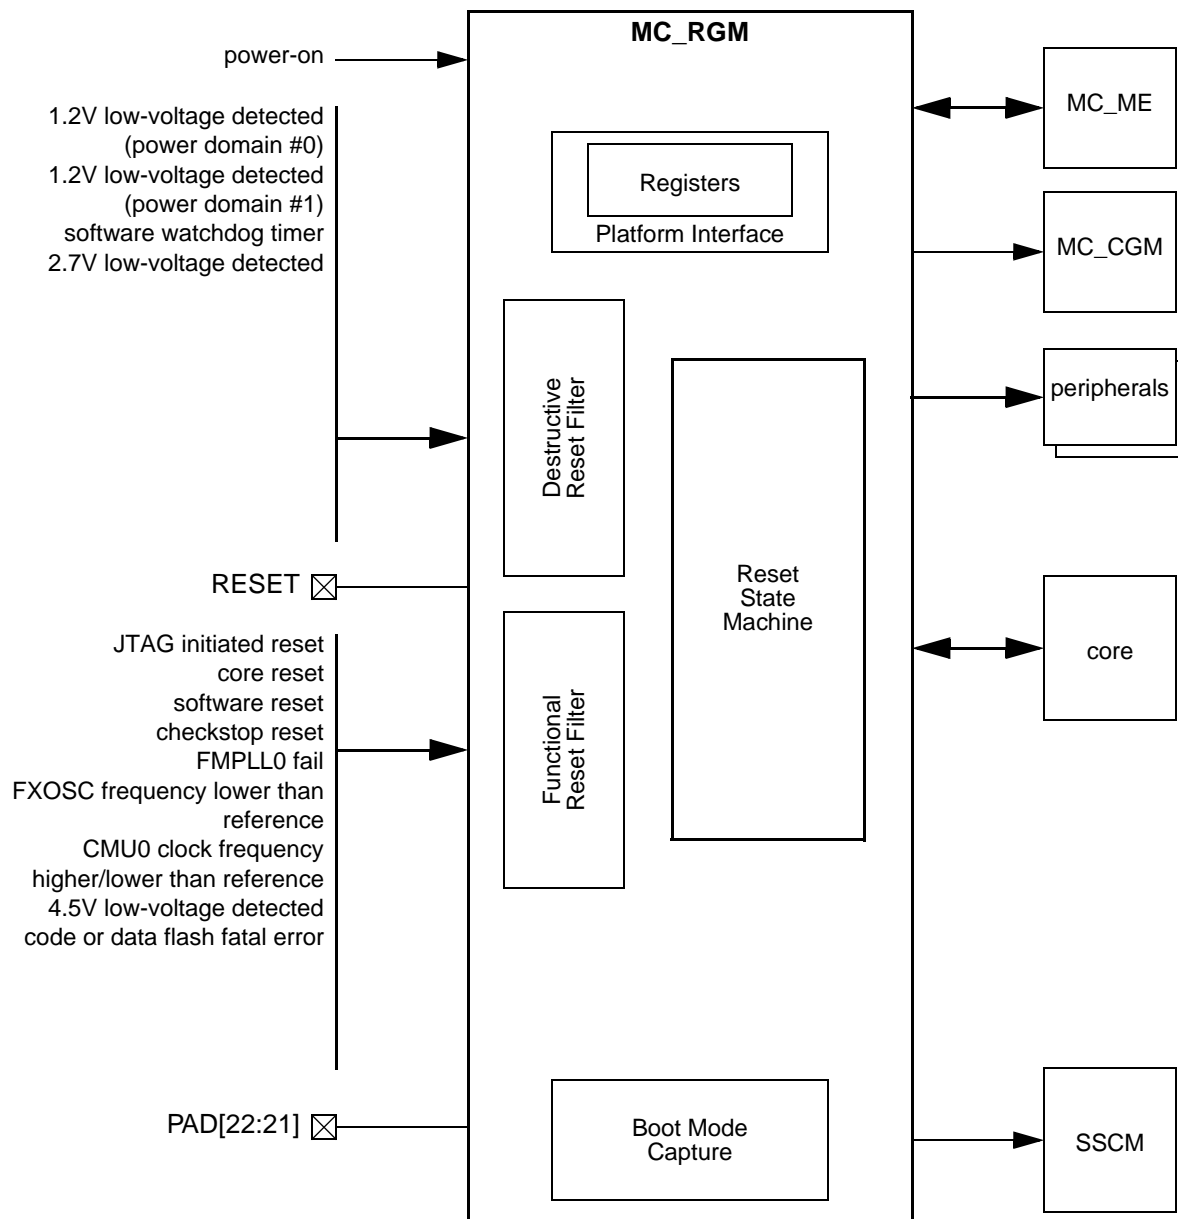 MC_RGM
power-on
1.2V low-voltage detected
(power domain #0)
1.2V low-voltage detected
(power domain #1)
software watchdog timer
2.7V low-voltage detected
Registers
Platform Interface
MC_ME
MC_CGM
peripherals
Destructive
Reset Filter
RESET
Reset
State
Machine
core
JTAG initiated reset
core reset
software reset
checkstop reset
FMPLL0 fail
FXOSC frequency lower than
reference
CMU0 clock frequency
higher/lower than reference
4.5V low-voltage detected
code or data flash fatal error
Functional
Reset Filter
PAD[22:21]
Boot Mode
Capture
SSCM